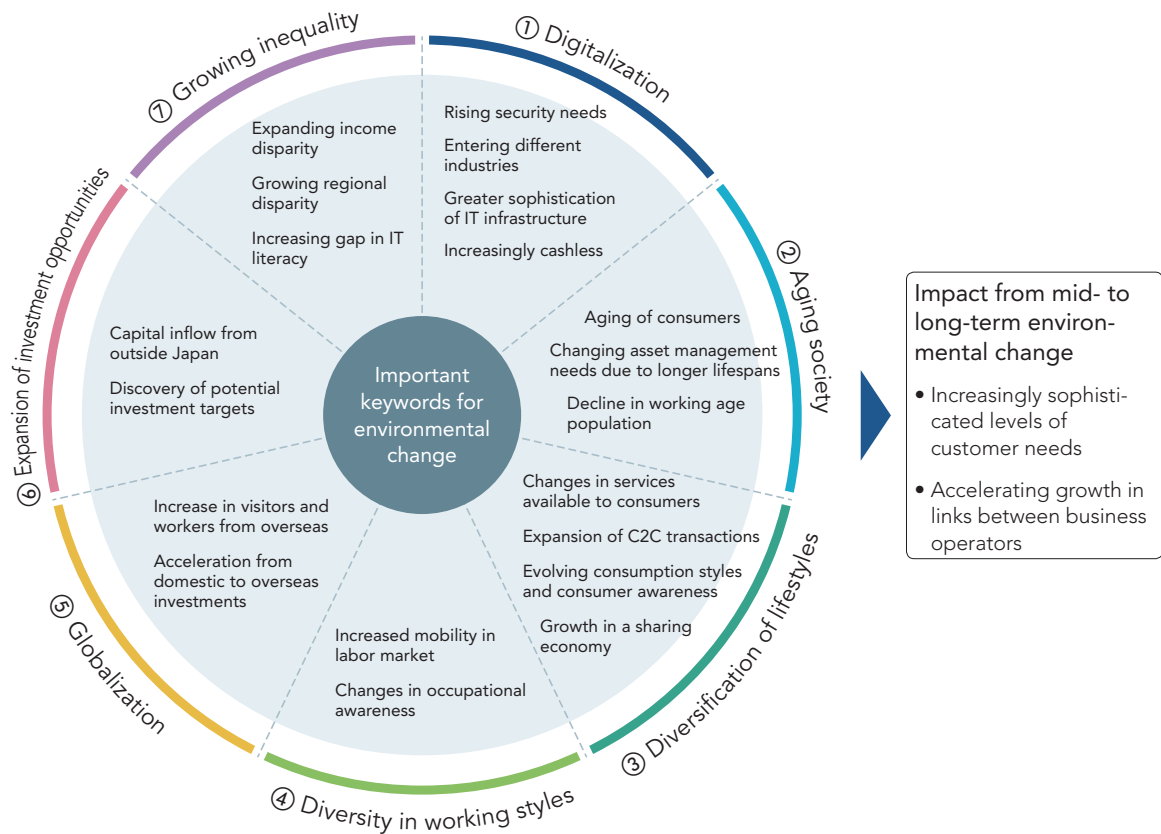 ① Digitalization
Rising security needs
Entering different
industries
Greater sophistication
of IT infrastructure
Increasingly cashless
② Aging society
Aging of consumers
Changing asset management
needs due to longer lifespans
Decline in working age
population
③ Diversification of lifestyles
Changes in services
available to consumers
Expansion of C2C transactions
Evolving consumption styles
and consumer awareness
Growth in a sharing
economy
④ Diversity in working styles
Increased mobility in
labor market
Changes in occupational
awareness
⑤ Globalization
Increase in visitors and
workers from overseas
Acceleration from
domestic to overseas
investments
⑥ Expansion of investment opportunities
Capital inflow from
outside Japan
Discovery of potential
investment targets
⑦ Growing inequality
Expanding income
disparity
Growing regional
disparity
Increasing gap in IT
literacy
Important
keywords for
environmental
change
Impact from mid- to
long-term environ-
mental change
• Increasingly sophisti-
cated levels of
customer needs
• Accelerating growth in
links between business
operators